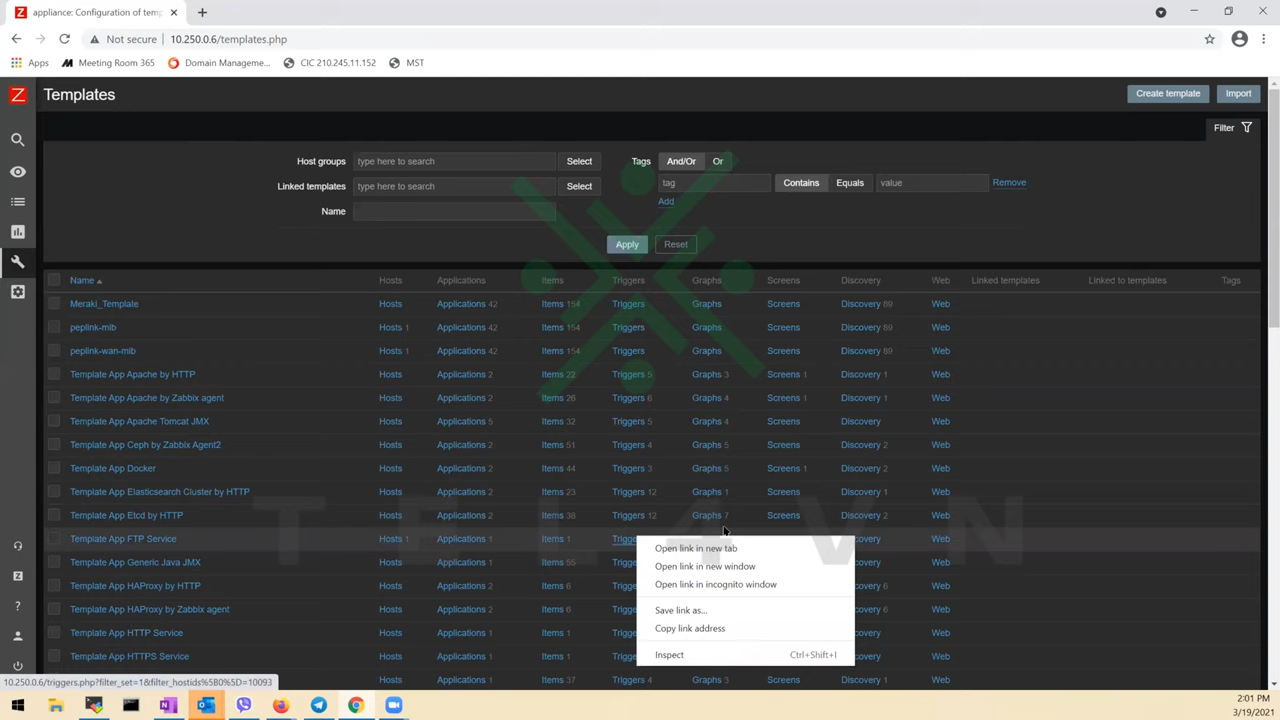 appliance: Configuration of temp
Not secure 10.250.0.6/templates.php
Apps Meeting Room 365 Domain Manageme... CIC 210.245.11.152 MST
Z Templates Create template Import
Filter
Host groups type here to search Select Tags And/Or Or
Linked templates type here to search Select tag Contains Equals value Remove
Name Add
Apply Reset
Name Hosts Applications Items Triggers Graphs Screens Discovery Web Linked templates Linked to templates Tags
Meraki_Template Hosts Applications 42 Items 154 Triggers Graphs Discovery 89 Web
peplink-mib Hosts 1 Applications 42 Items 154 Triggers Graphs Screens Discovery 89 Web
peplink-wan-mib Hosts 1 Applications 42 Items 154 Triggers Graphs Screens Discovery 89 Web
Template App Apache by HTTP Hosts Applications 2 Items 22 Triggers 5 Graphs 3 Screens 1 Discovery 1 Web
Template App Apache by Zabbix agent Hosts Applications 2 Items 26 Triggers 6 Graphs 4 Screens 1 Discovery 1 Web
Template App Apache Tomcat JMX Hosts Applications 5 Items 32 Triggers 5 Graphs 4 Screens 1 Discovery Web
Template App Ceph by Zabbix Agent2 Hosts Applications 2 Items 51 Triggers 4 Graphs 5 Screens Discovery 2 Web
Template App Docker Hosts Applications 2 Items 44 Triggers 3 Graphs 5 Screens 1 Discovery 2 Web
Template App Elasticsearch Cluster by HTTP Hosts Applications 2 Items 23 Triggers 12 Graphs 1 Screens Discovery 1 Web
Template App Etcd by HTTP Hosts Applications 2 Items 38 Triggers 12 Graphs 7 Screens Discovery 2 Web
TEL4VN
Template App FTP Service Hosts 1 Applications 1 Items 1 Web
Template App Generic Java JMX Hosts Applications 8 Items 55 Web
Template App HAProxy by HTTP Hosts Applications 2 Items 6 Web
Template App HAProxy by Zabbix agent Hosts Applications 2 Items 6 Web
Template App HTTP Service Hosts Applications 1 Items 1 Web
Template App HTTPS Service Hosts Applications 1 Items 1 Web
Hosts Items 37 Triggers 4 Graphs 3 Screens Discovery Web
Open link in new tab
Open link in new window
Open link in incognito window
Save link as...
Copy link address
Inspect Ctrl+Shift+I
10.250.0.6/triggers.php?filter_set=1&filter_hostids%5B0%5D=10093
2:01 PM
3/19/2021